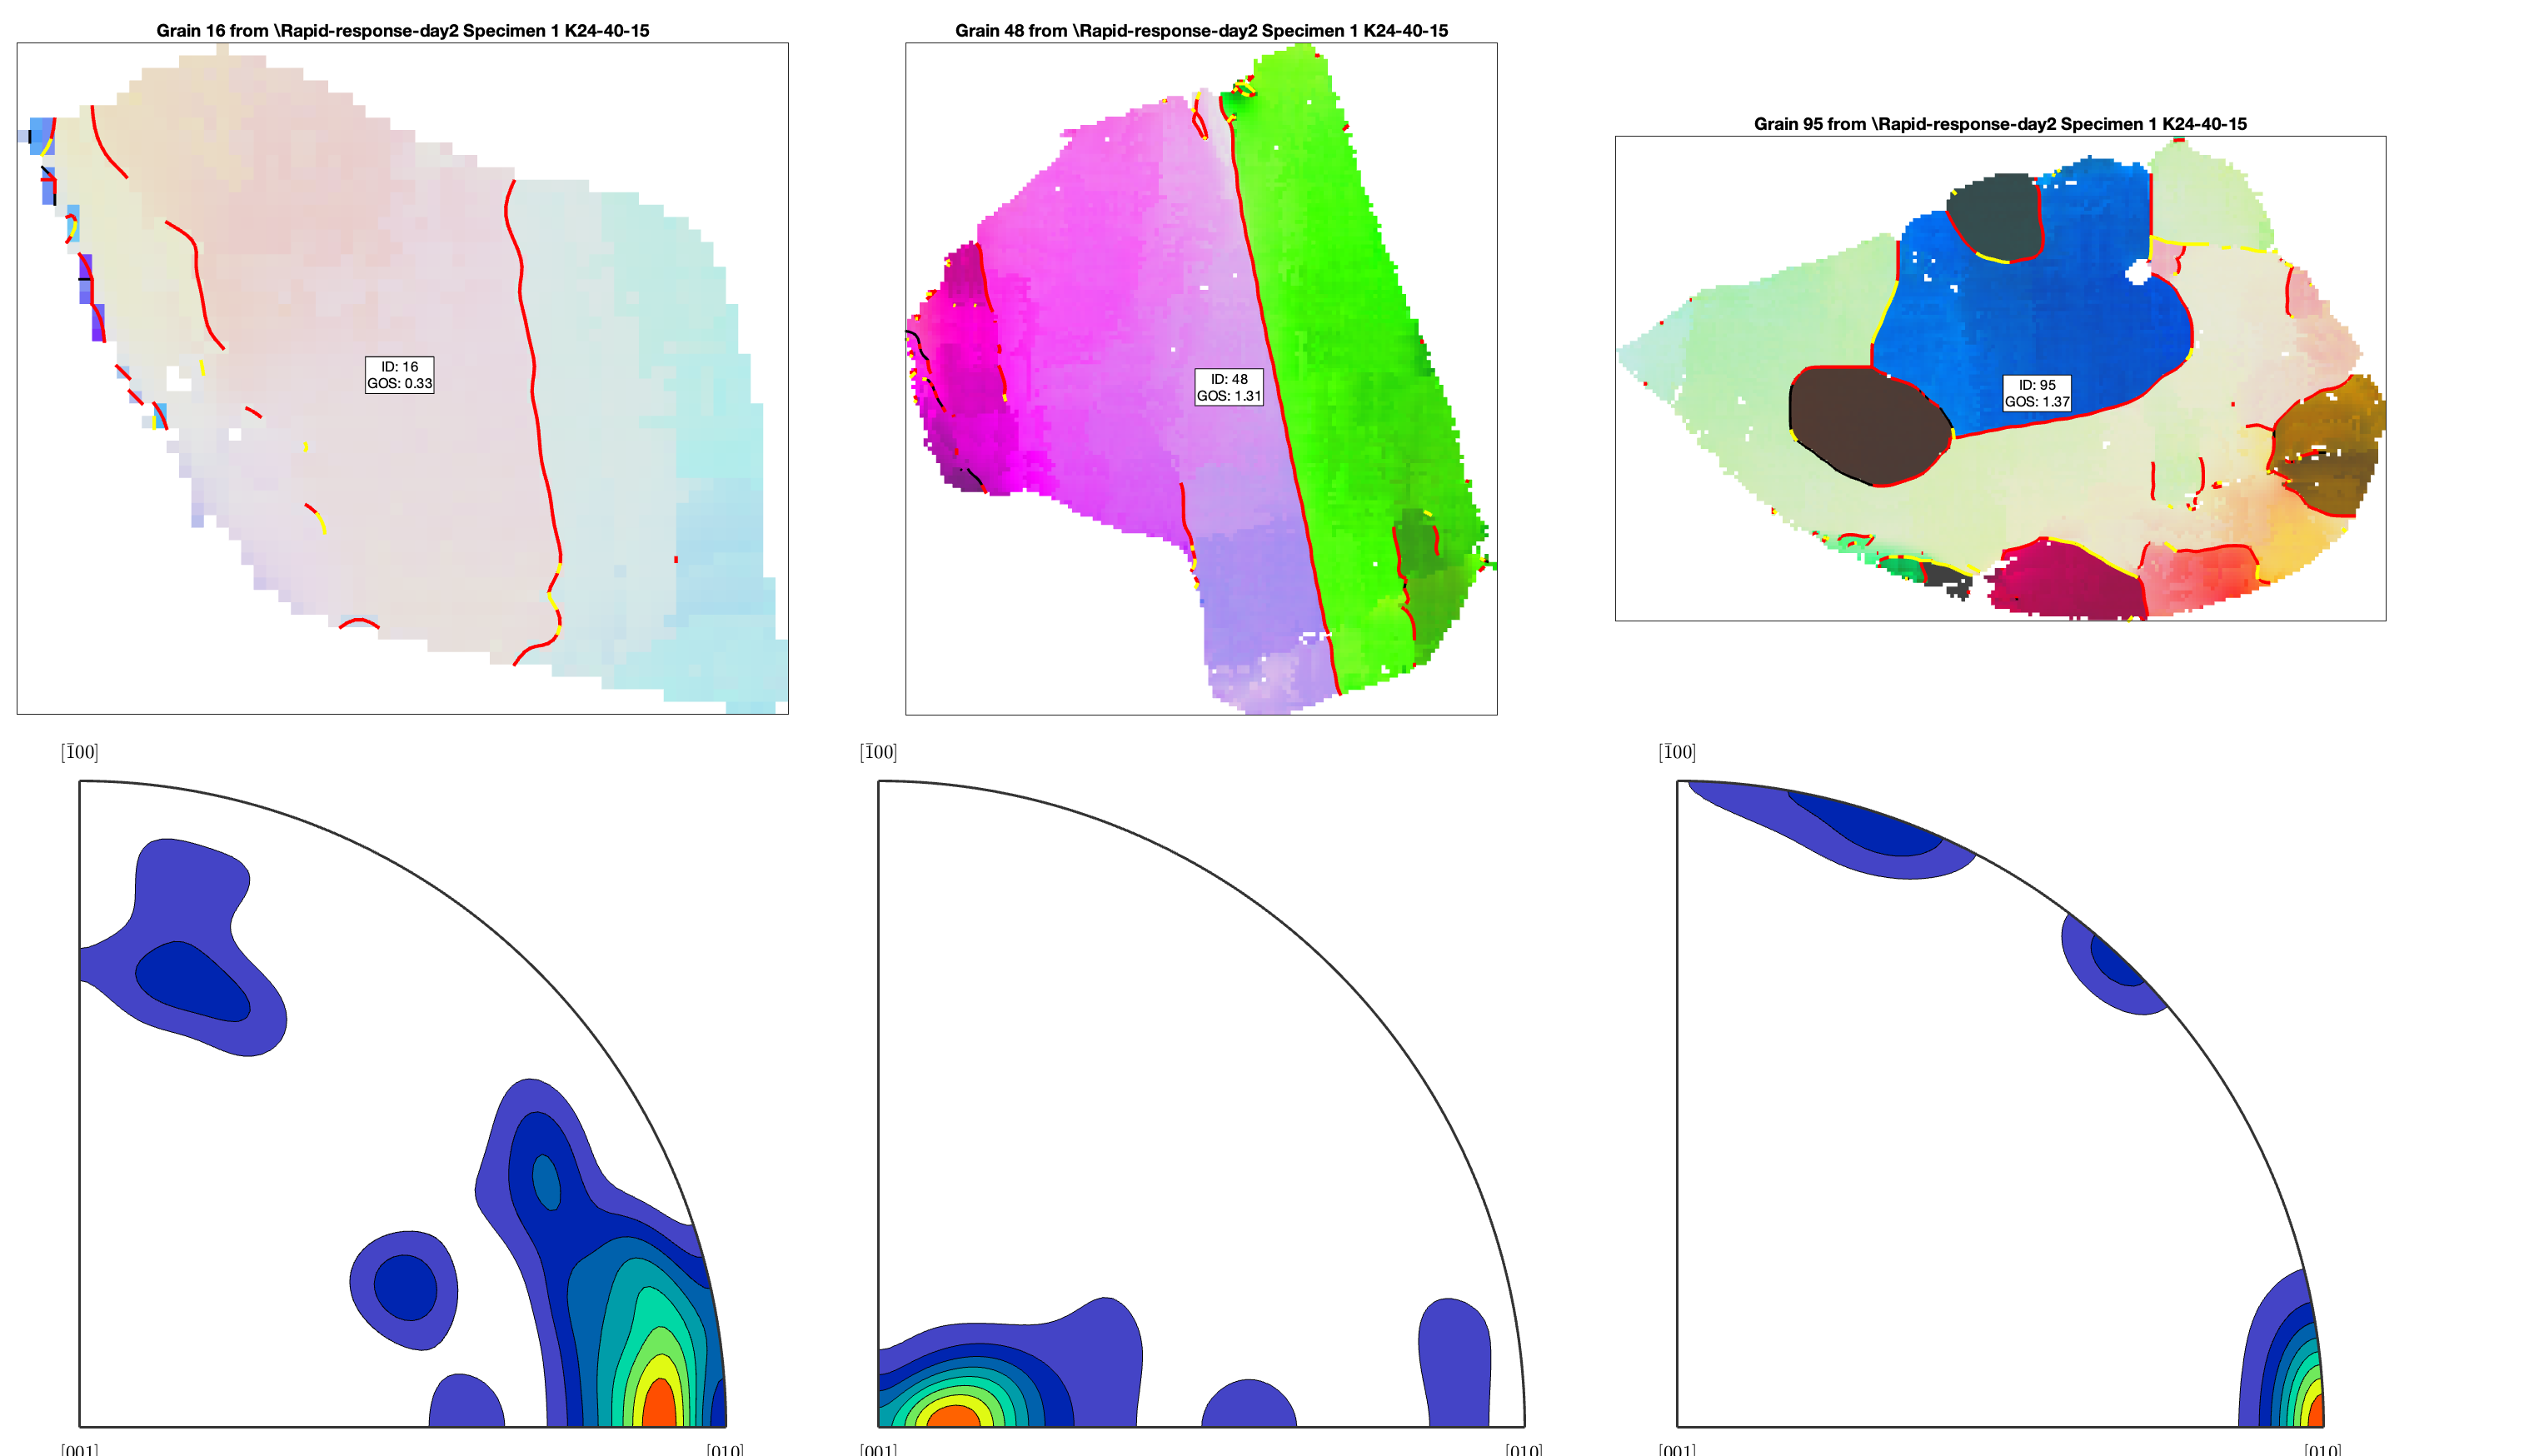 Grain 16 from \Rapid-response-day2 Specimen 1 K24-40-15
Grain 48 from \Rapid-response-day2 Specimen 1 K24-40-15
Grain 95 from \Rapid-response-day2 Specimen 1 K24-40-15
ID: 16
GOS: 0.33
ID: 48
GOS: 1.31
ID: 95
GOS: 1.37
[1̄00]
[1̄00]
[1̄00]
[001]
[010]
[001]
[010]
[001]
[010]